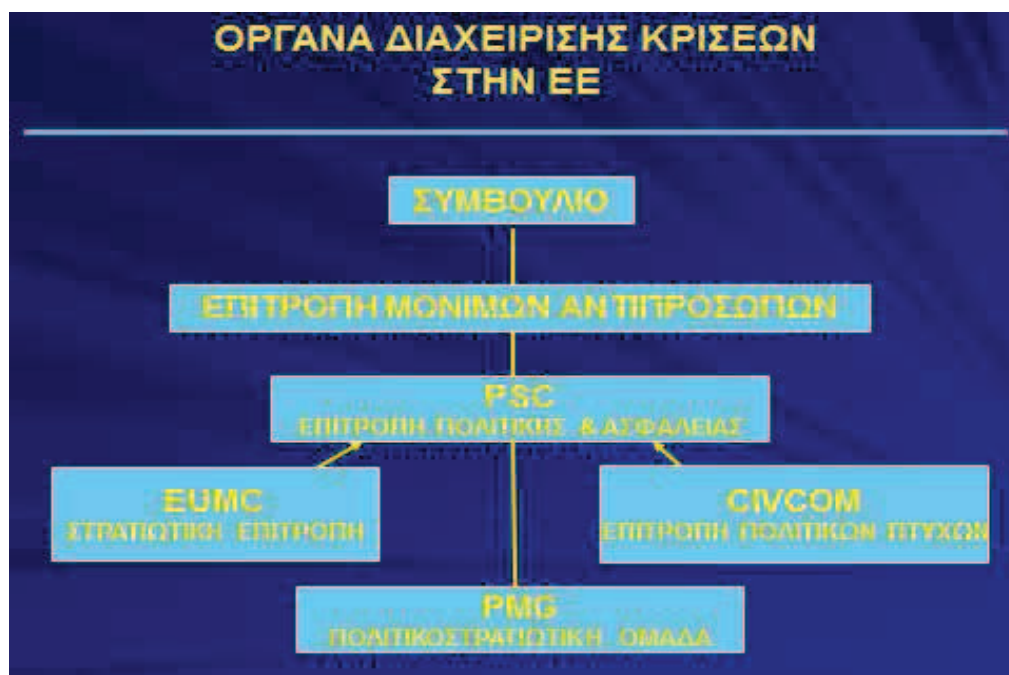 ΟΡΓΑΝΑ ΔΙΑΧΕΙΡΙΣΗΣ ΚΡΙΣΕΩΝ
ΣΤΗΝ ΕΕ
ΣΥΜΒΟΥΛΙΟ
ΕΠΙΤΡΟΠΗ ΜΟΝΙΜΩΝ ΑΝΤΙΠΡΟΣΩΠΩΝ
PSC
ΕΠΙΤΡΟΠΗ ΠΟΛΙΤΙΚΗΣ & ΑΣΦΑΛΕΙΑΣ
EUMC
ΣΤΡΑΤΙΩΤΙΚΗ ΕΠΙΤΡΟΠΗ
CIVCOM
ΕΠΙΤΡΟΠΗ ΠΟΛΙΤΙΚΩΝ ΠΤΥΧΩΝ
PMG
ΠΟΛΙΤΙΚΟΣΤΡΑΤΙΩΤΙΚΗ ΟΜΑΔΑ